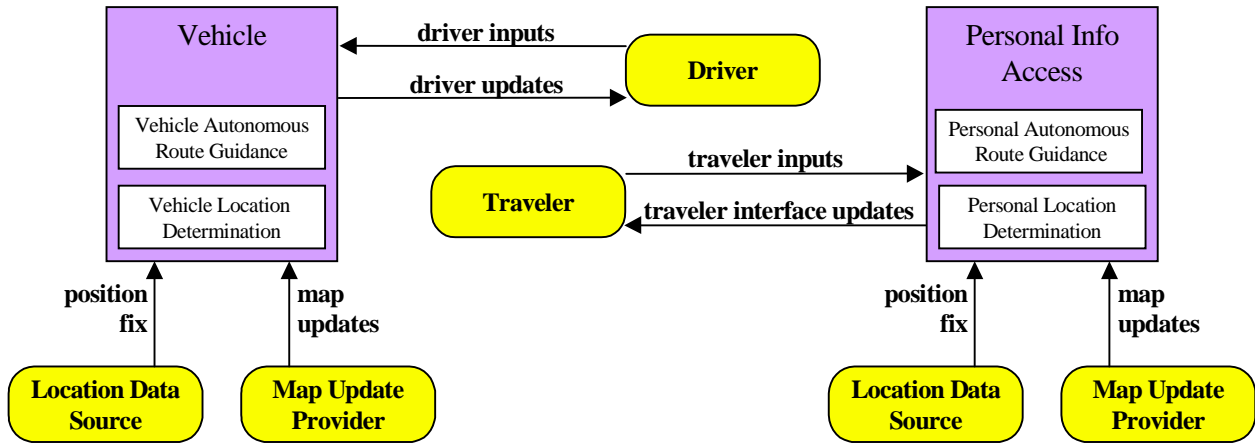 Vehicle
Vehicle Autonomous
Route Guidance
Vehicle Location
Determination
driver inputs
driver updates
Driver
Traveler
traveler inputs
traveler interface updates
Personal Info
Access
Personal Autonomous
Route Guidance
Personal Location
Determination
position
fix
map
updates
Location Data
Source
Map Update
Provider
position
fix
map
updates
Location Data
Source
Map Update
Provider